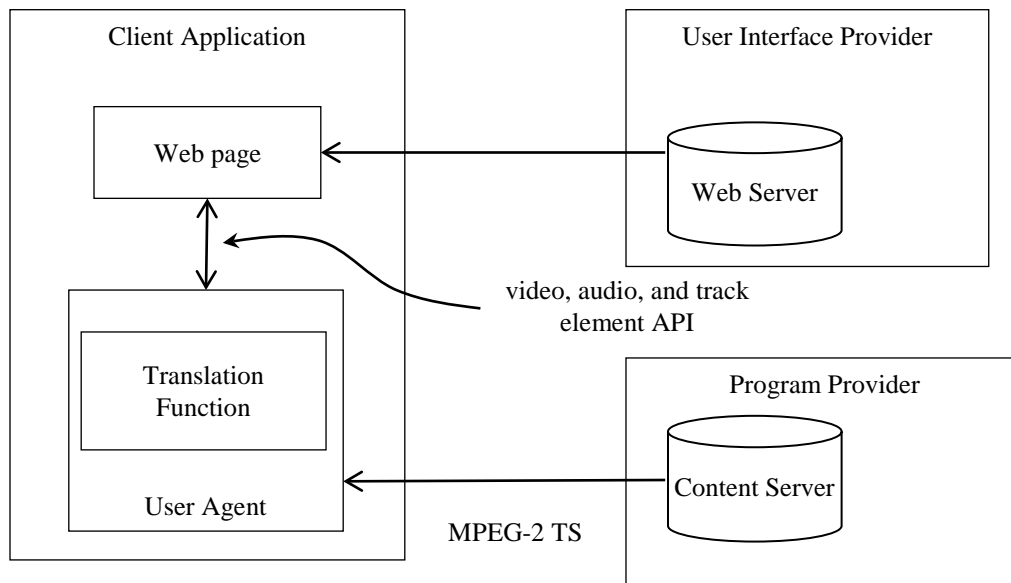 Client Application
User Interface Provider
Web page
Web Server
video, audio, and track
element API
Translation
Function
Program Provider
Content Server
User Agent
MPEG-2 TS